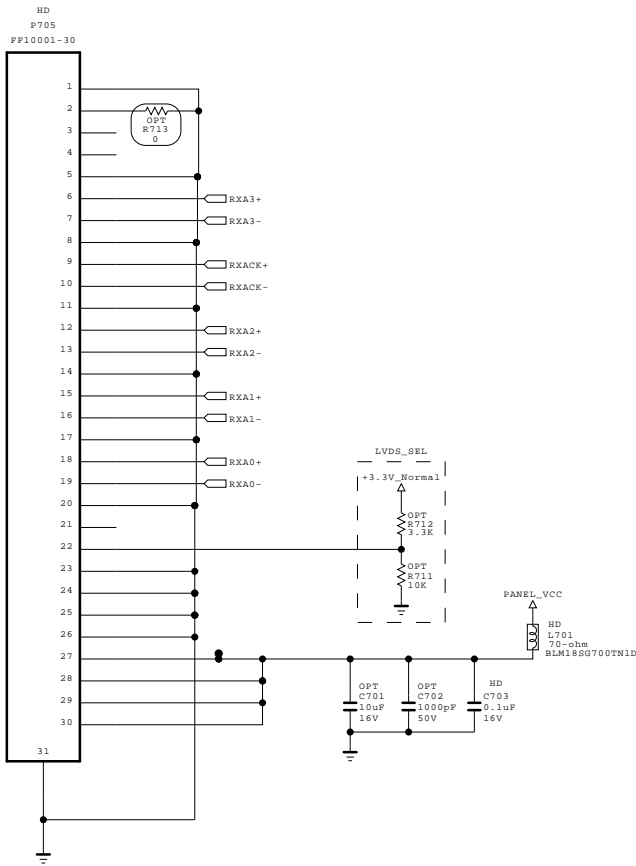 HD
P705
FF10001-30
1
2
OPT
R713
0
3
4
5
6
RXA3+
7
RXA3-
8
9
RXACK+
10
RXACK-
11
12
RXA2+
13
RXA2-
14
15
RXA1+
16
RXA1-
17
LVDS_SEL
18
RXA0+
+3.3V_Normal
19
RXA0-
20
OPT
R712
3.3K
21
22
OPT
R711
10K
23
24
PANEL_VCC
25
26
HD
L701
70-ohm
BLM18SG700TN1D
27
28
OPT
C701
10uF
16V
OPT
C702
1000pF
50V
HD
C703
0.1uF
16V
29
30
31